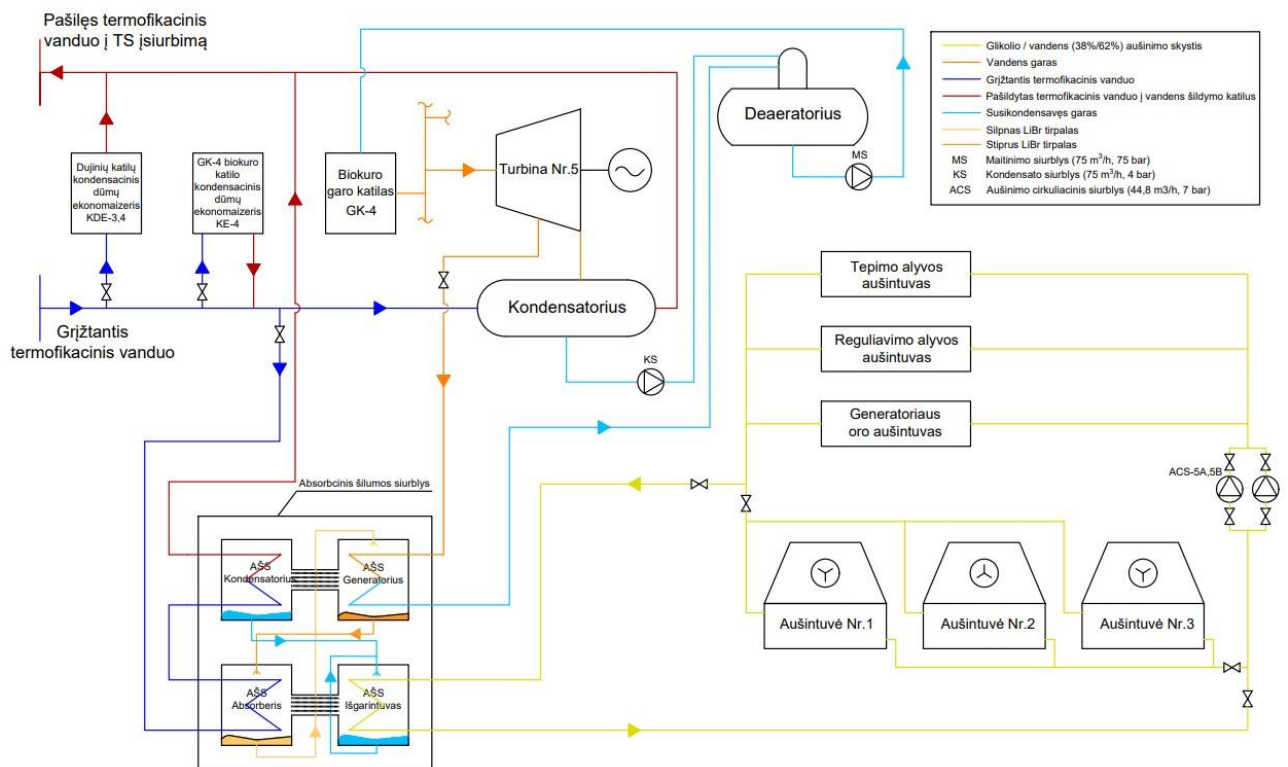 Pašilęs termofikacinis
vanduo į TS įsiurbimą
Dujinių katilų
kondensacinis
dūmų
ekonomaizeris
KDE-3,4
GK-4 biokuro
katilo
kondensacinis
dūmų
ekonomaizeris
KE-4
Biokuro
garo katilas
GK-4
Turbina Nr.5
Deaeratorius
MS
Glikolio / vandens (38%/62%) aušinimo skystis
Vandens garas
Grįžtantis termofikacinis vanduo
Pašildytas termofikacinis vanduo į vandens šildymo katilus
Susikondensavęs garas
Silpnas LiBr tirpalas
Stiprus LiBr tirpalas
MS Maitinimo siurblys (75 m³/h, 75 bar)
KS Kondensato siurblys (75 m³/h, 4 bar)
ACS Aušinimo cirkuliacinis siurblys (44,8 m3/h, 7 bar)
Grįžtantis
termofikacinis vanduo
Kondensatorius
KS
Tepimo alyvos
aušintuvas
Reguliavimo alyvos
aušintuvas
Generatoriaus
oro aušintuvas
ACS-5A,5B
Absorbcinis šilumos siurblys
AŠS
Kondensatorius
AŠS
Generatorius
AŠS
Absorberis
AŠS
Išgarintuvas
Aušintuvė Nr.1
Aušintuvė Nr.2
Aušintuvė Nr.3